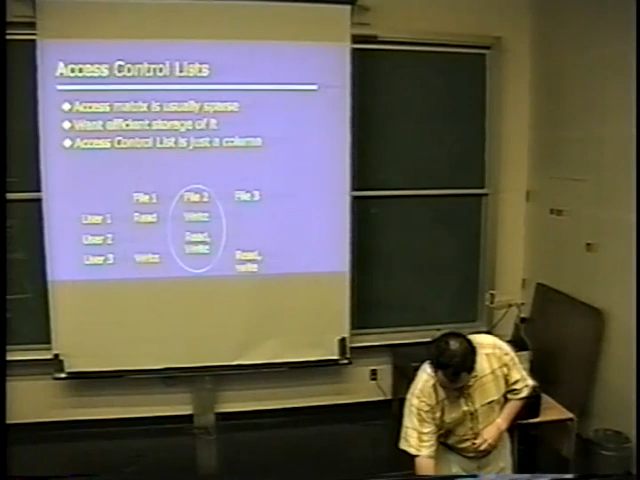 Access Control Lists
Access matrix is usually sparse
Want efficient storage of it
Access Control List is just a column
File 1 File 2 File 3
User 1 Read Write
User 2 Read, Write
User 3 Write Read, write